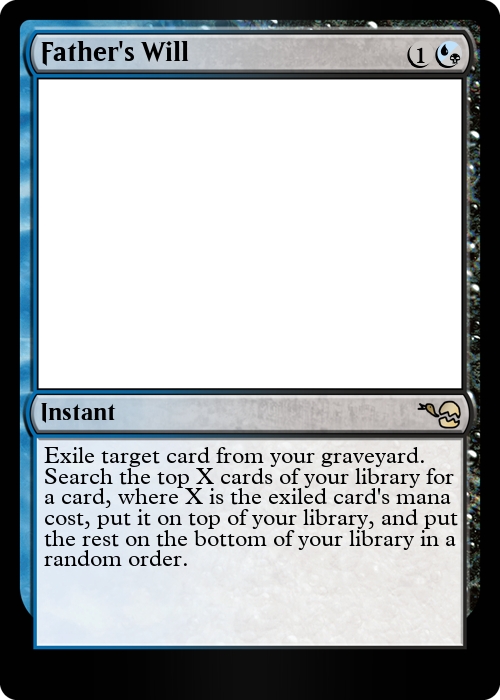 Father's Will 1
Instant
Exile target card from your graveyard.
Search the top X cards of your library for
a card, where X is the exiled card's mana
cost, put it on top of your library, and put
the rest on the bottom of your library in a
random order.